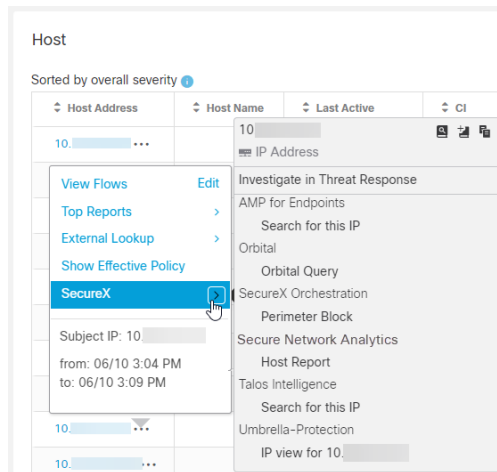 Host
Sorted by overall severity
Host Address Host Name Last Active CI
10. ...
View Flows Edit
Top Reports >
External Lookup >
Show Effective Policy
SecureX >
Subject IP: 10.
from: 06/10 3:04 PM
to: 06/10 3:09 PM
10
IP Address
Investigate in Threat Response
AMP for Endpoints
Search for this IP
Orbital
Orbital Query
SecureX Orchestration
Perimeter Block
Secure Network Analytics
Host Report
Talos Intelligence
Search for this IP
Umbrella-Protection
IP view for 10.
10. ...
10. ...